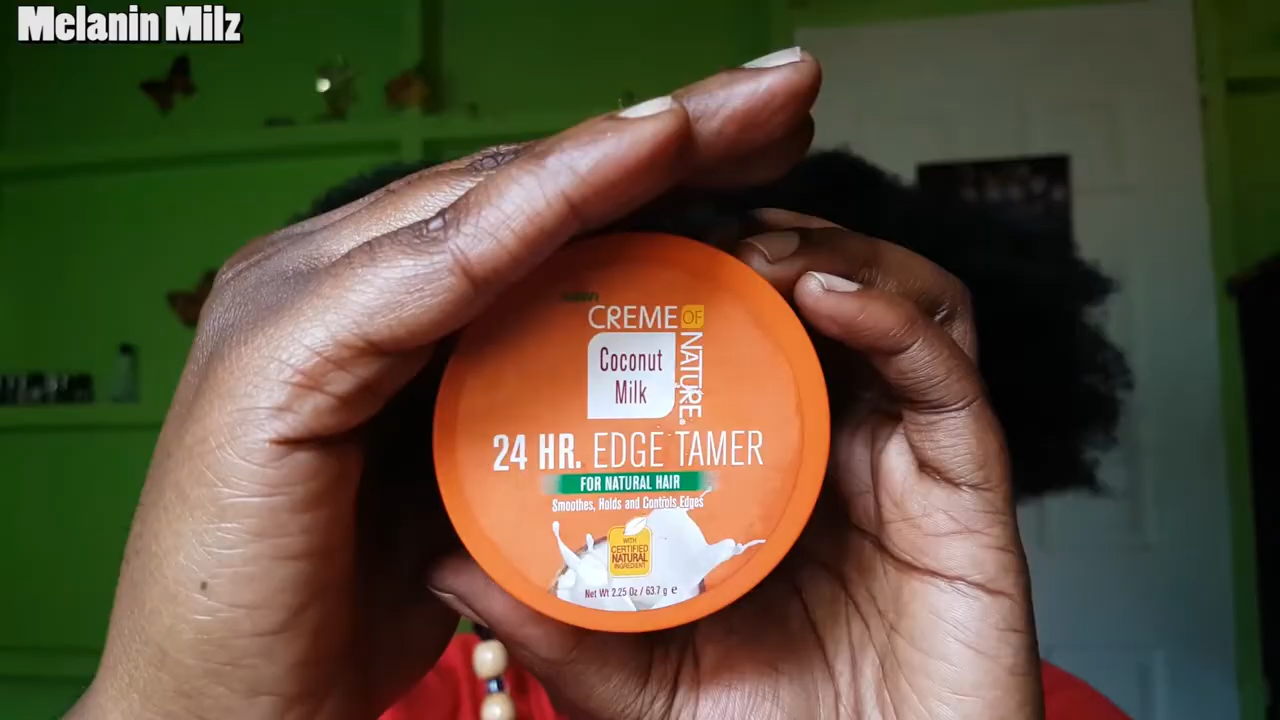 Melanin Milz
CREME OF
NATURE.
Coconut
Milk
24 HR. EDGE TAMER
FOR NATURAL HAIR
Smoothes, Holds and Controls Edges
WITH
CERTIFIED
NATURAL
INGREDIENT
Net Wt 2.25 Oz / 63.7 g e